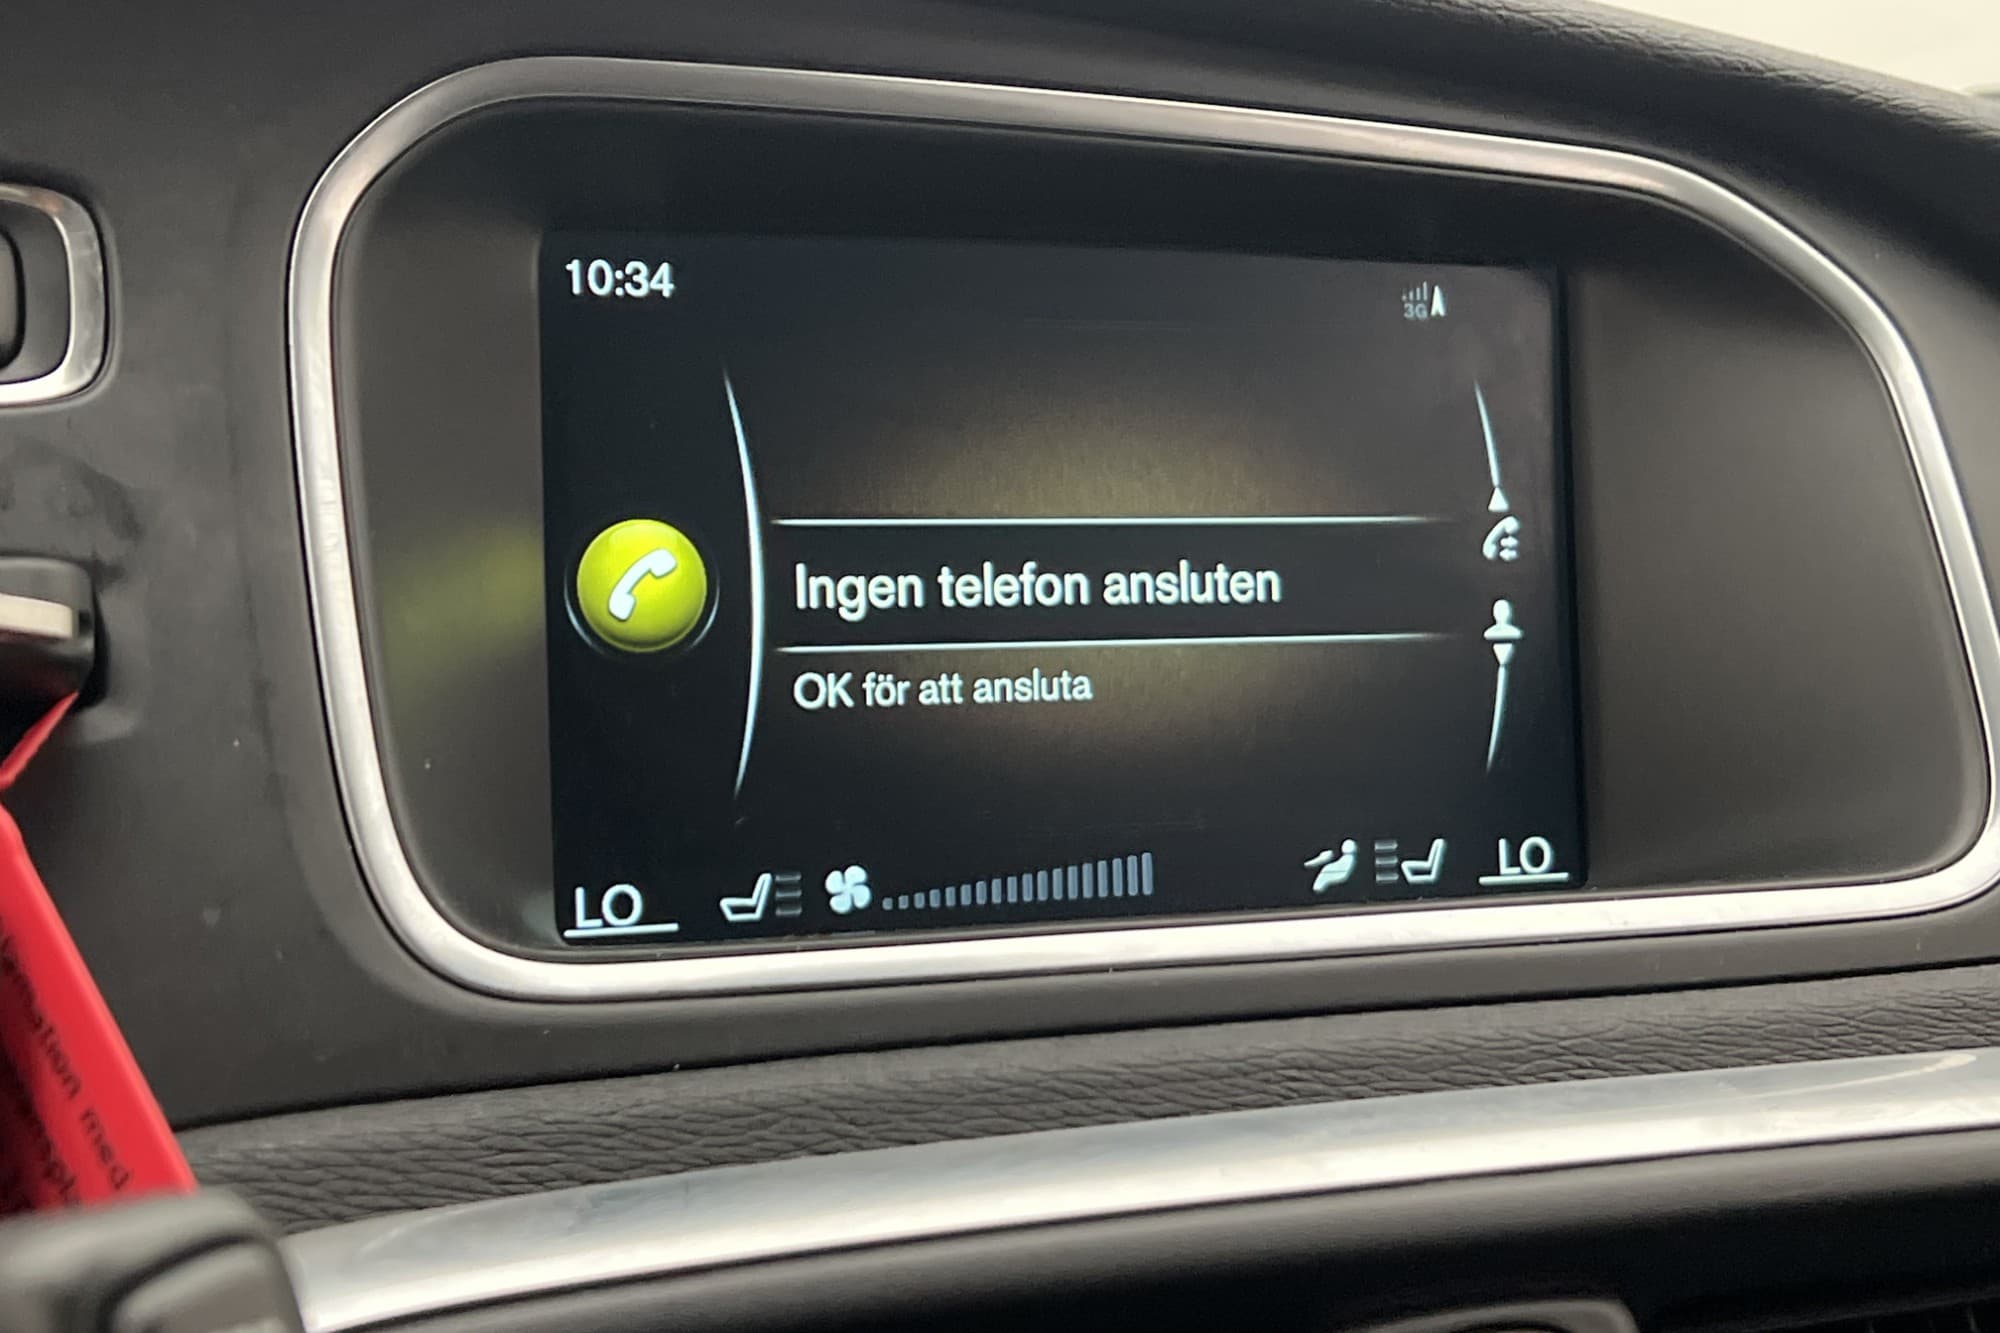 10:34
3G
Ingen telefon ansluten
OK för att ansluta
LO
LO